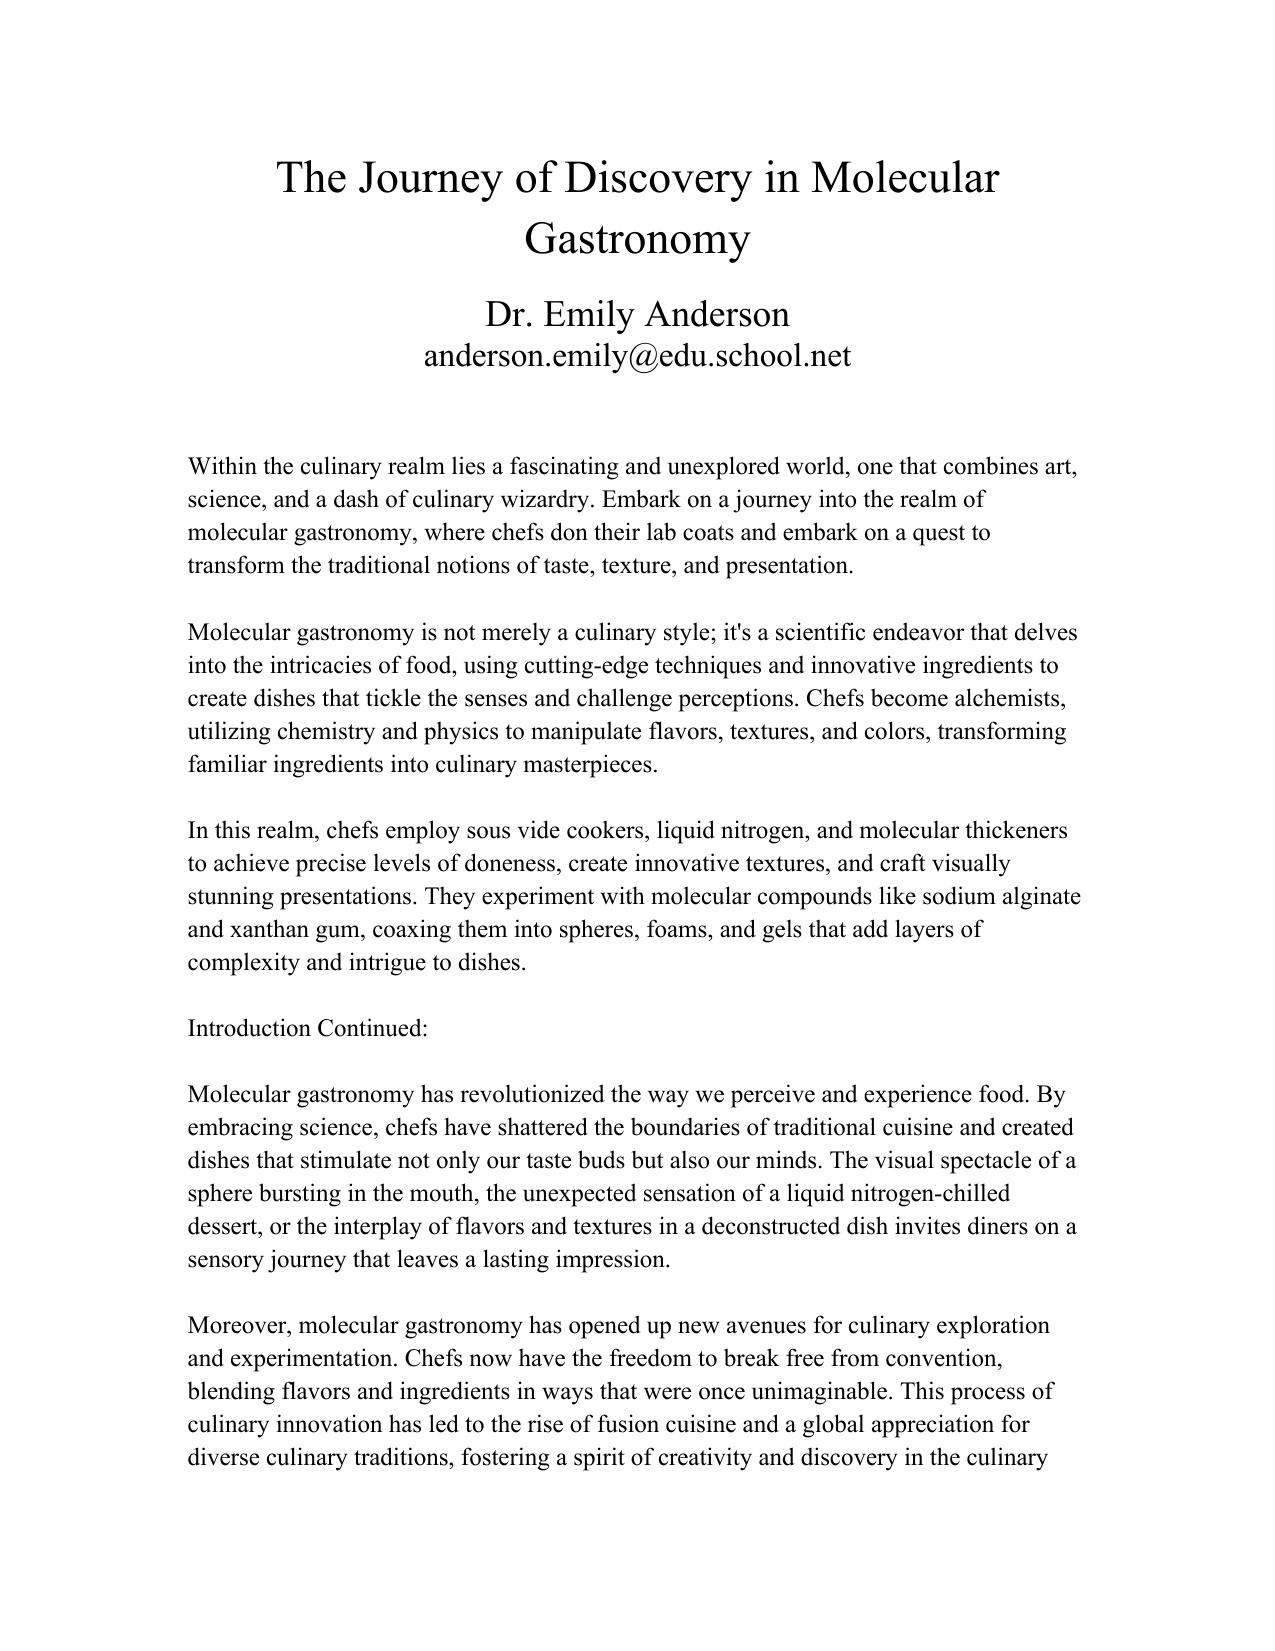 The Journey of Discovery in Molecular
Gastronomy
Dr. Emily Anderson
anderson.emily@edu.school.net
Within the culinary realm lies a fascinating and unexplored world, one that combines art,
science, and a dash of culinary wizardry. Embark on a journey into the realm of
molecular gastronomy, where chefs don their lab coats and embark on a quest to
transform the traditional notions of taste, texture, and presentation.
Molecular gastronomy is not merely a culinary style; it's a scientific endeavor that delves
into the intricacies of food, using cutting-edge techniques and innovative ingredients to
create dishes that tickle the senses and challenge perceptions. Chefs become alchemists,
utilizing chemistry and physics to manipulate flavors, textures, and colors, transforming
familiar ingredients into culinary masterpieces.
In this realm, chefs employ sous vide cookers, liquid nitrogen, and molecular thickeners
to achieve precise levels of doneness, create innovative textures, and craft visually
stunning presentations. They experiment with molecular compounds like sodium alginate
and xanthan gum, coaxing them into spheres, foams, and gels that add layers of
complexity and intrigue to dishes.
Introduction Continued:
Molecular gastronomy has revolutionized the way we perceive and experience food. By
embracing science, chefs have shattered the boundaries of traditional cuisine and created
dishes that stimulate not only our taste buds but also our minds. The visual spectacle of a
sphere bursting in the mouth, the unexpected sensation of a liquid nitrogen-chilled
dessert, or the interplay of flavors and textures in a deconstructed dish invites diners on a
sensory journey that leaves a lasting impression.
Moreover, molecular gastronomy has opened up new avenues for culinary exploration
and experimentation. Chefs now have the freedom to break free from convention,
blending flavors and ingredients in ways that were once unimaginable. This process of
culinary innovation has led to the rise of fusion cuisine and a global appreciation for
diverse culinary traditions, fostering a spirit of creativity and discovery in the culinary